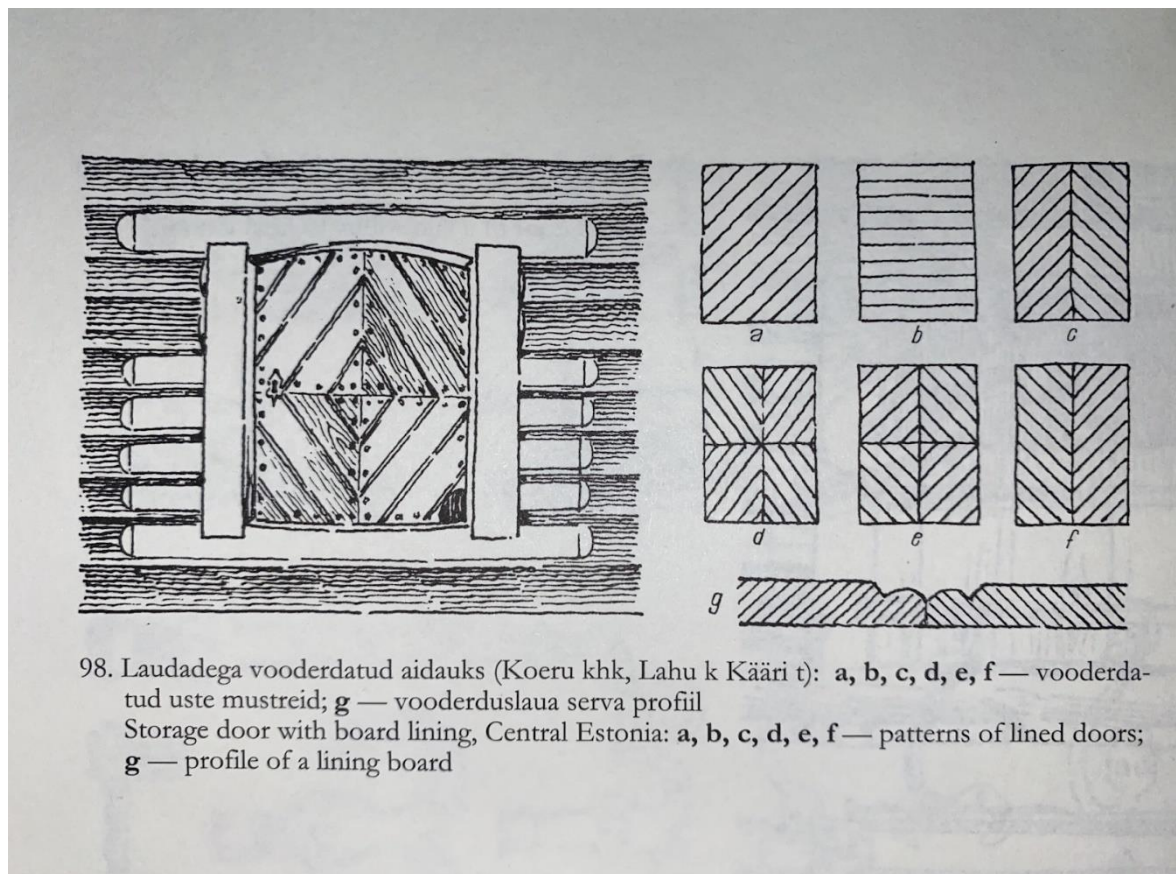 a b c
d e f
g
98. Laudadega vooderdatud aidauks (Koeru khk, Lahu k Kääri t): a, b, c, d, e, f — vooderda-
tud uste mustreid; g — vooderduslaua serva profiil
Storage door with board lining, Central Estonia: a, b, c, d, e, f — patterns of lined doors;
g — profile of a lining board